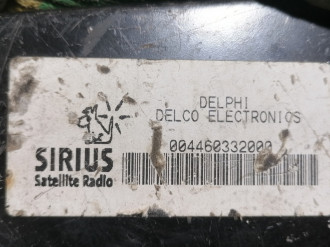 DELPHI
DELCO ELECTRONICS
004460332000
SIRIUS
Satellite Radio